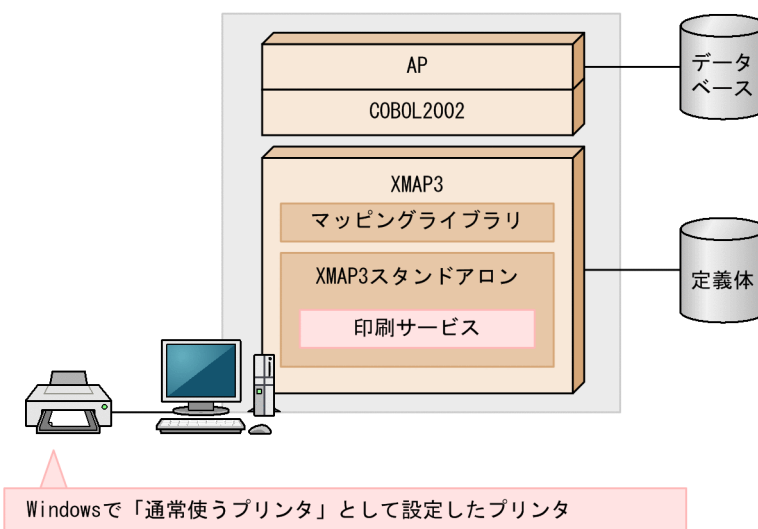 AP
COBOL2002
データ
ベース
XMAP3
マッピングライブラリ
XMAP3スタンドアロン
印刷サービス
定義体
Windowsで「通常使うプリンタ」として設定したプリンタ